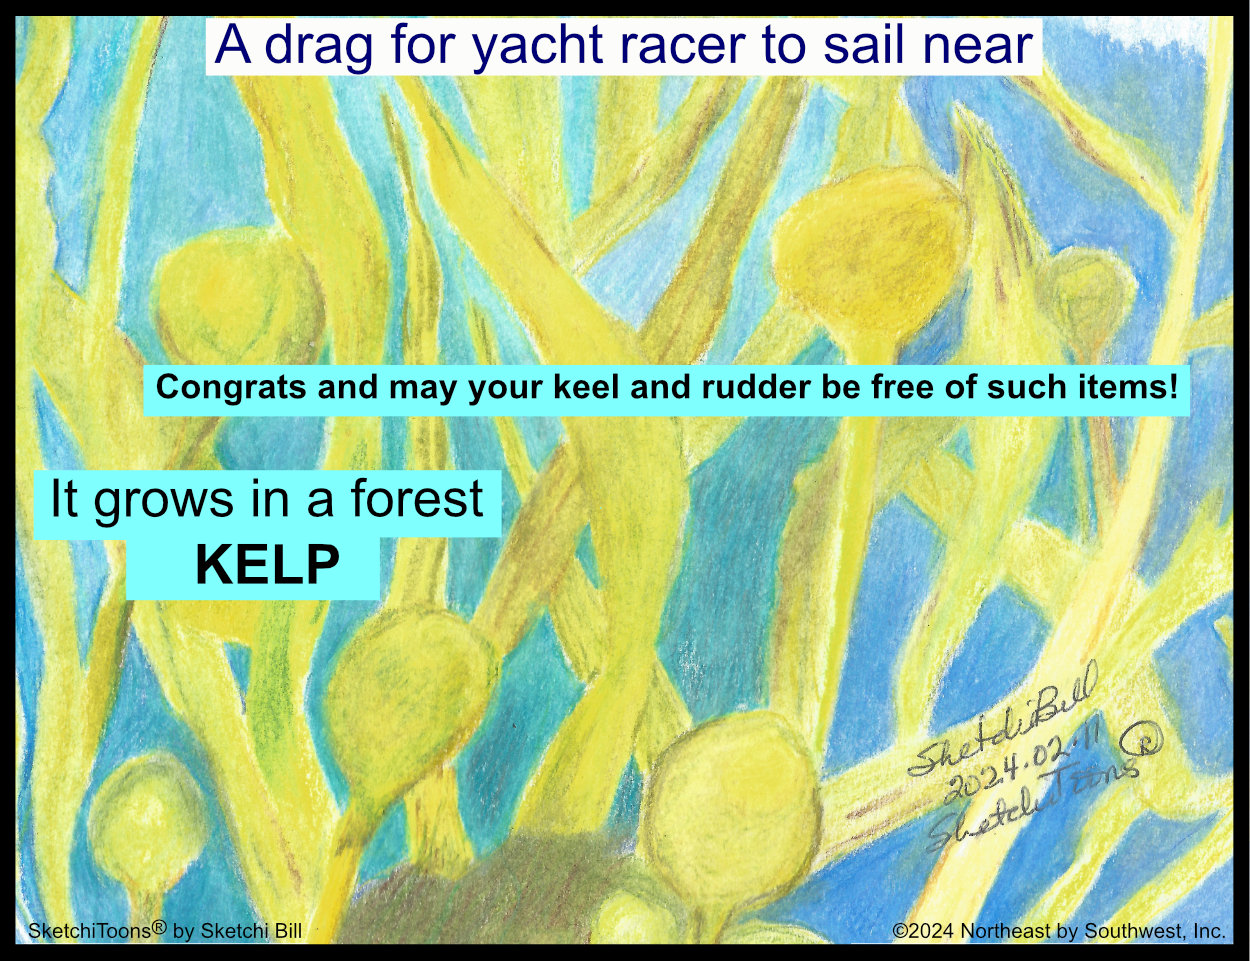 A drag for yacht racer to sail near
Congrats and may your keel and rudder be free of such items!
It grows in a forest
KELP
SketchiBill
2024.02.11
SketchiToons ®
SketchiToons® by Sketchi Bill
©2024 Northeast by Southwest, Inc.